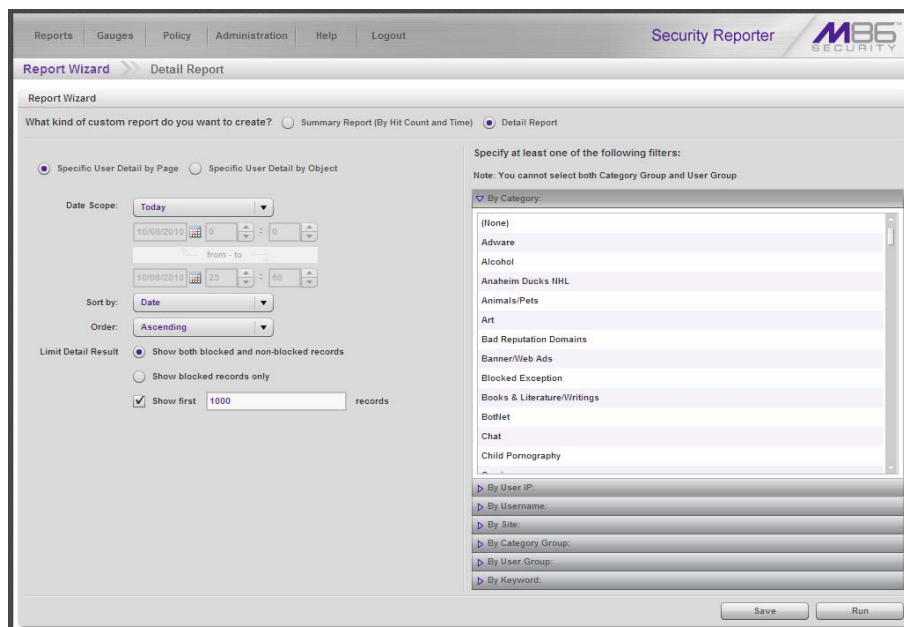 Reports Gauges Policy Administration Help Logout
Security Reporter
M86
SECURITY
Report Wizard Detail Report
Report Wizard
What kind of custom report do you want to create? Summary Report (By Hit Count and Time) Detail Report
Specific User Detail by Page Specific User Detail by Object
Date Scope: Today
10/08/2010 0 : 0
from - to
10/08/2010 23 : 59
Sort by: Date
Order: Ascending
Limit Detail Result Show both blocked and non-blocked records
Show blocked records only
Show first 1000 records
Specify at least one of the following filters:
Note: You cannot select both Category Group and User Group
By Category:
(None)
Adware
Alcohol
Anaheim Ducks NHL
Animals/Pets
Art
Bad Reputation Domains
Banner/Web Ads
Blocked Exception
Books & Literature/Writings
BotNet
Chat
Child Pornography
By User IP:
By Username:
By Site:
By Category Group:
By User Group:
By Keyword:
Save Run